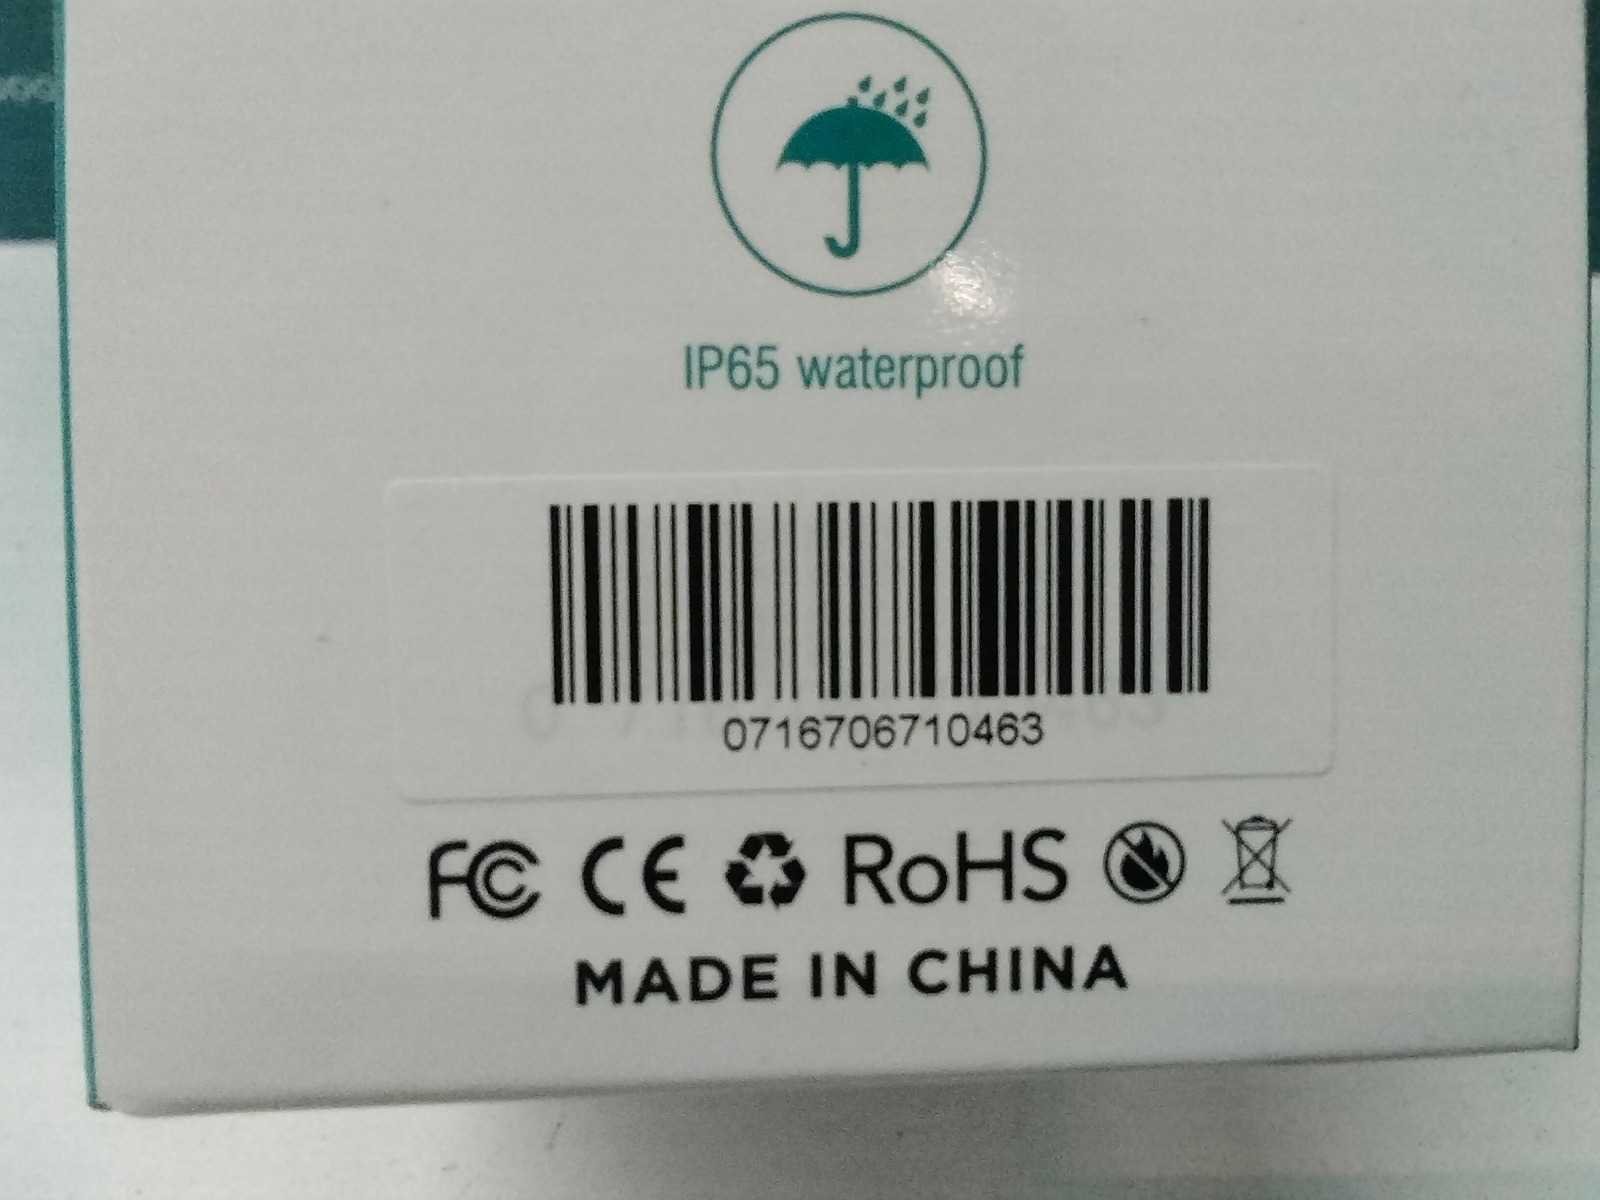 IP65 waterproof
0716706710463
FC CE RoHS
MADE IN CHINA